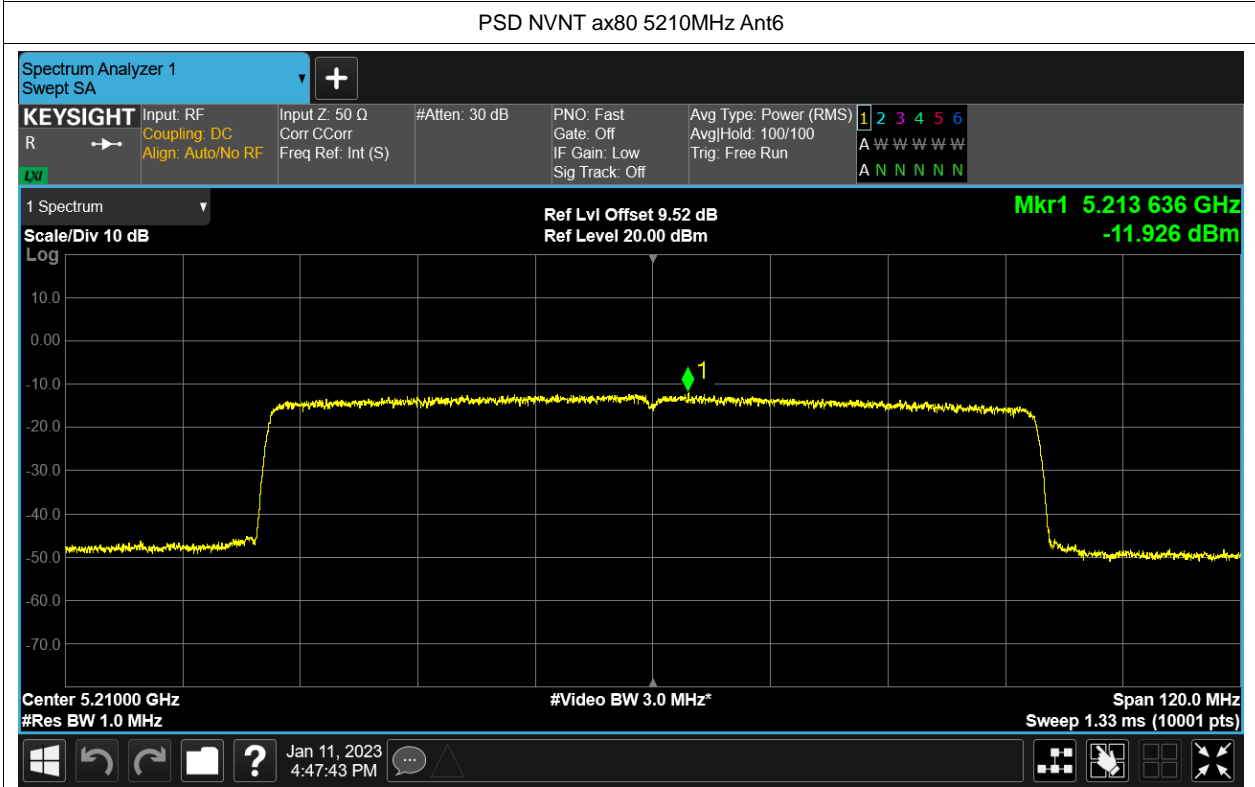 PSD NVNT ax80 5210MHz Ant6
Spectrum Analyzer 1
Swept SA
KEYSIGHT
R
LXI
Input: RF
Coupling: DC
Align: Auto/No RF
Input Z: 50 Ω
Corr CCorr
Freq Ref: Int (S)
#Atten: 30 dB
PNO: Fast
Gate: Off
IF Gain: Low
Sig Track: Off
Avg Type: Power (RMS)
Avg|Hold: 100/100
Trig: Free Run
1 2 3 4 5 6
A W W W W W
A N N N N N
1 Spectrum
Scale/Div 10 dB
Log
Ref Lvl Offset 9.52 dB
Ref Level 20.00 dBm
Mkr1 5.213 636 GHz
-11.926 dBm
10.0
0.00
-10.0
-20.0
-30.0
-40.0
-50.0
-60.0
-70.0
1
Center 5.21000 GHz
#Res BW 1.0 MHz
#Video BW 3.0 MHz*
Span 120.0 MHz
Sweep 1.33 ms (10001 pts)
?
Jan 11, 2023
4:47:43 PM